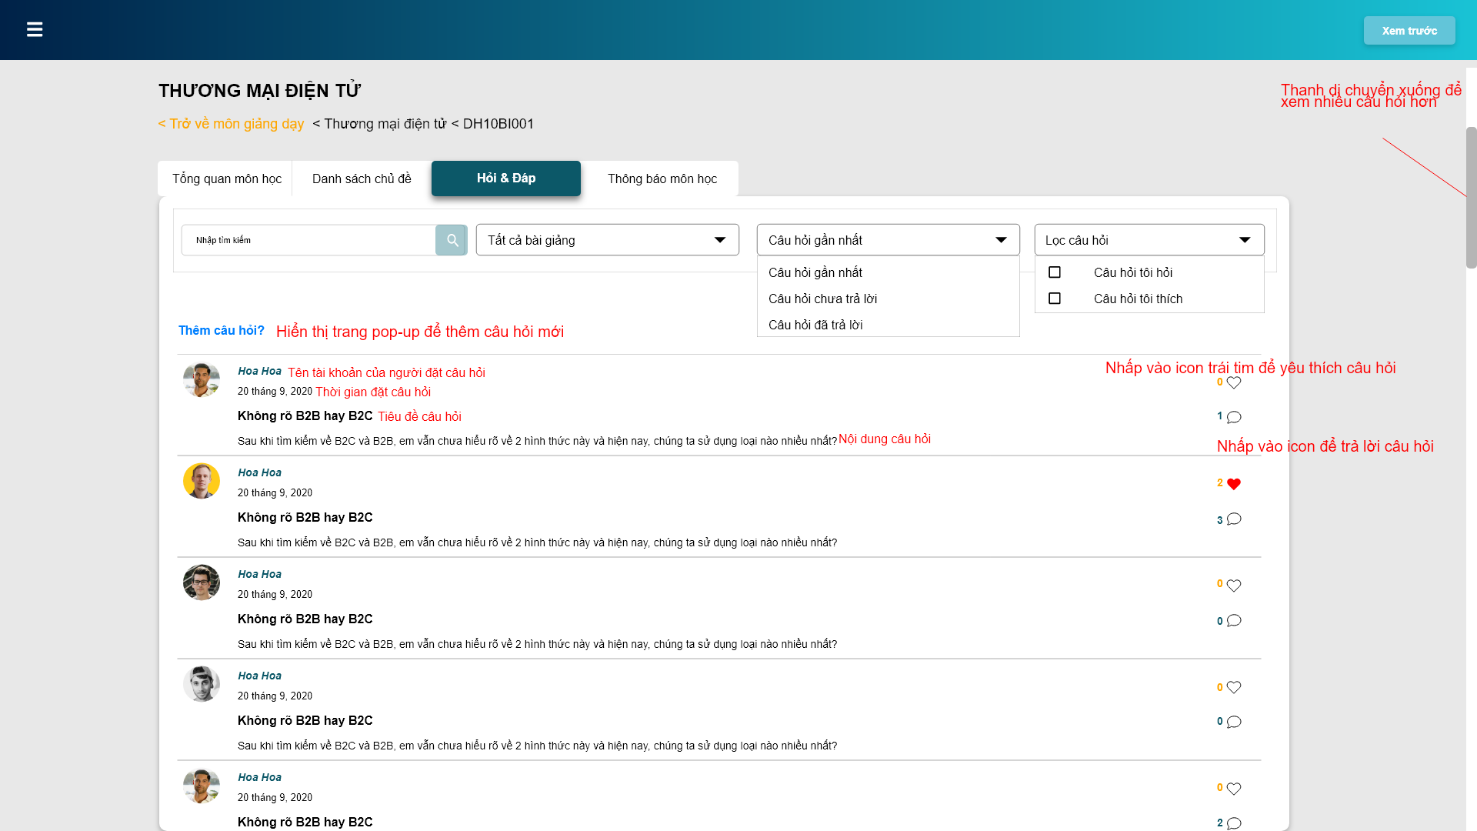 Xem trước
THƯƠNG MẠI ĐIỆN TỬ
Thanh di chuyển xuống để
xem nhiều câu hỏi hơn
< Trở về môn giảng dạy < Thương mại điện tử < DH10BI001
Tổng quan môn học
Danh sách chủ đề
Hỏi & Đáp
Thông báo môn học
Nhập tìm kiếm
Tất cả bài giảng
Câu hỏi gần nhất
Lọc câu hỏi
Câu hỏi gần nhất
Câu hỏi tôi hỏi
Câu hỏi chưa trả lời
Câu hỏi tôi thích
Câu hỏi đã trả lời
Thêm câu hỏi? Hiển thị trang pop-up để thêm câu hỏi mới
Hoa Hoa Tên tài khoản của người đặt câu hỏi
Nhấp vào icon trái tim để yêu thích câu hỏi
20 tháng 9, 2020 Thời gian đặt câu hỏi
0
Không rõ B2B hay B2C Tiêu đề câu hỏi
1
Sau khi tìm kiếm về B2C và B2B, em vẫn chưa hiểu rõ về 2 hình thức này và hiện nay, chúng ta sử dụng loại nào nhiều nhất? Nội dung câu hỏi
Nhấp vào icon để trả lời câu hỏi
Hoa Hoa
20 tháng 9, 2020
2
Không rõ B2B hay B2C
3
Sau khi tìm kiếm về B2C và B2B, em vẫn chưa hiểu rõ về 2 hình thức này và hiện nay, chúng ta sử dụng loại nào nhiều nhất?
Hoa Hoa
20 tháng 9, 2020
0
Không rõ B2B hay B2C
0
Sau khi tìm kiếm về B2C và B2B, em vẫn chưa hiểu rõ về 2 hình thức này và hiện nay, chúng ta sử dụng loại nào nhiều nhất?
Hoa Hoa
20 tháng 9, 2020
0
Không rõ B2B hay B2C
0
Sau khi tìm kiếm về B2C và B2B, em vẫn chưa hiểu rõ về 2 hình thức này và hiện nay, chúng ta sử dụng loại nào nhiều nhất?
Hoa Hoa
20 tháng 9, 2020
0
Không rõ B2B hay B2C
2